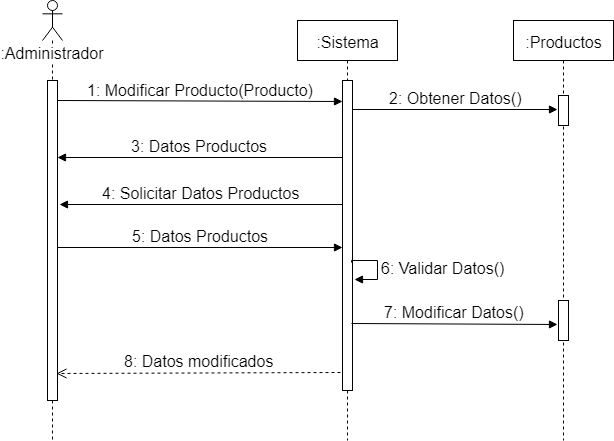 :Administrador
:Sistema
:Productos
1: Modificar Producto(Producto)
2: Obtener Datos()
3: Datos Productos
4: Solicitar Datos Productos
5: Datos Productos
6: Validar Datos()
7: Modificar Datos()
8: Datos modificados